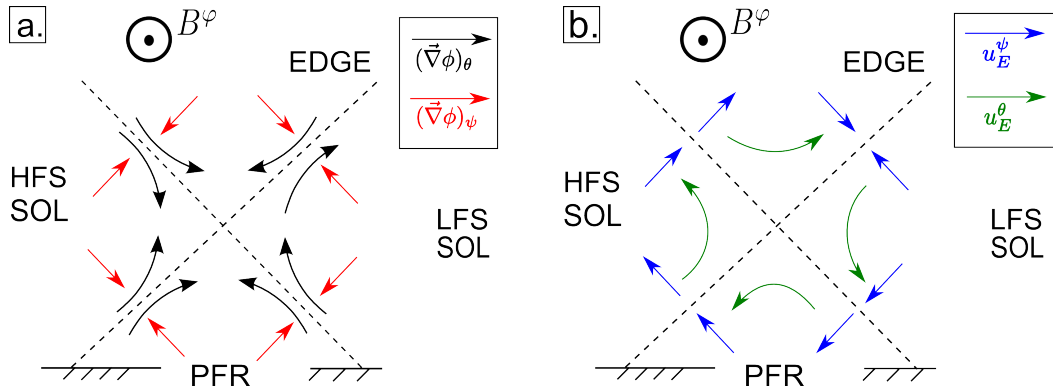 a.
B^φ
EDGE
(∇⃗ϕ)_θ
(∇⃗ϕ)_ψ
HFS
SOL
LFS
SOL
PFR
b.
B^φ
EDGE
u_E^ψ
u_E^θ
HFS
SOL
LFS
SOL
PFR